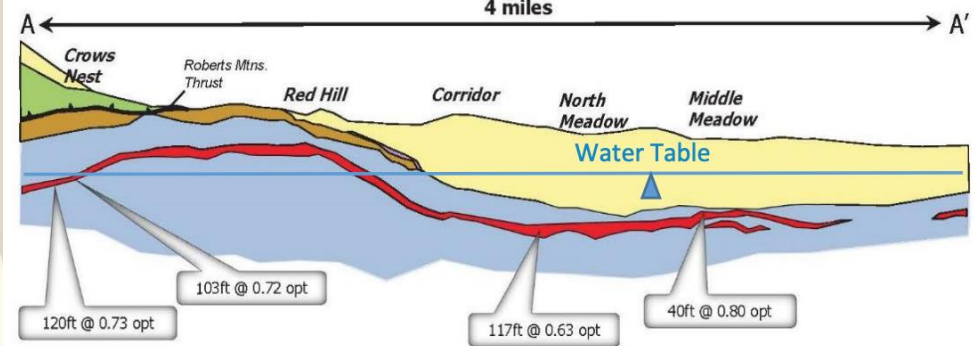 4 miles
A
A'
Crows
Nest
Roberts Mtns.
Thrust
Red Hill
Corridor
North
Meadow
Middle
Meadow
Water Table
103ft @ 0.72 opt
120ft @ 0.73 opt
117ft @ 0.63 opt
40ft @ 0.80 opt